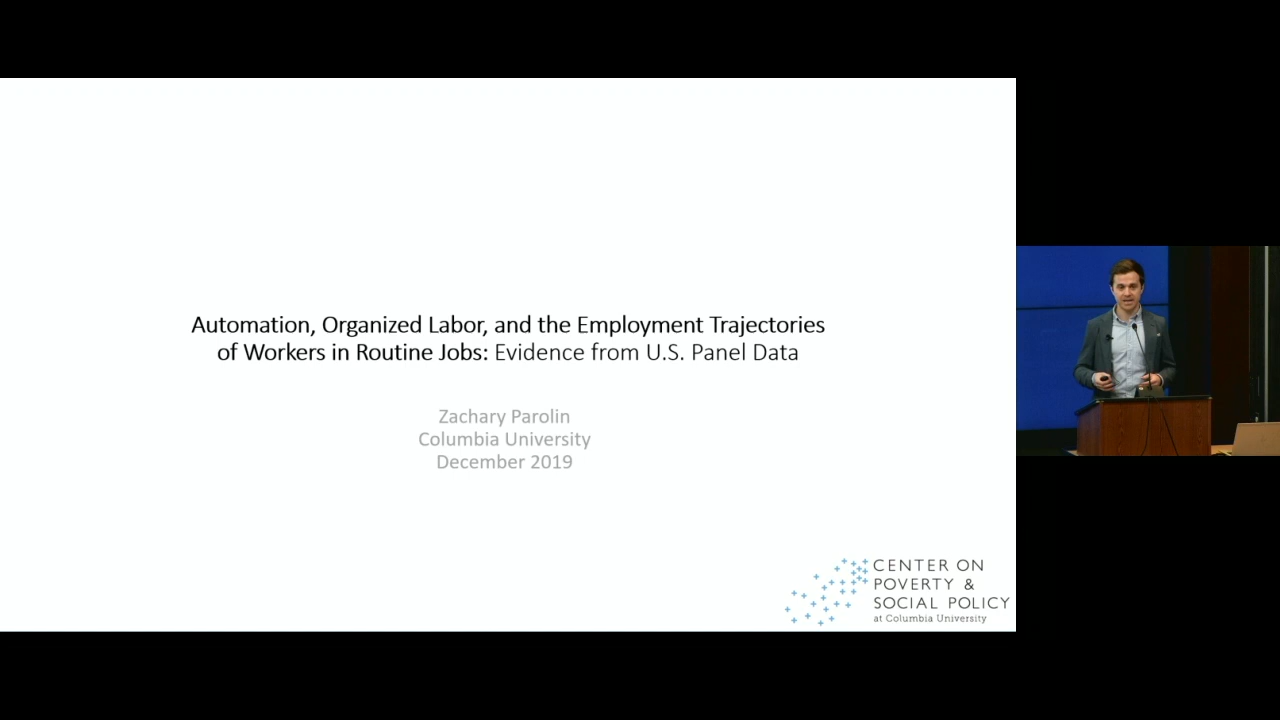 Automation, Organized Labor, and the Employment Trajectories
of Workers in Routine Jobs: Evidence from U.S. Panel Data
Zachary Parolin
Columbia University
December 2019
CENTER ON
POVERTY &
SOCIAL POLICY
at Columbia University